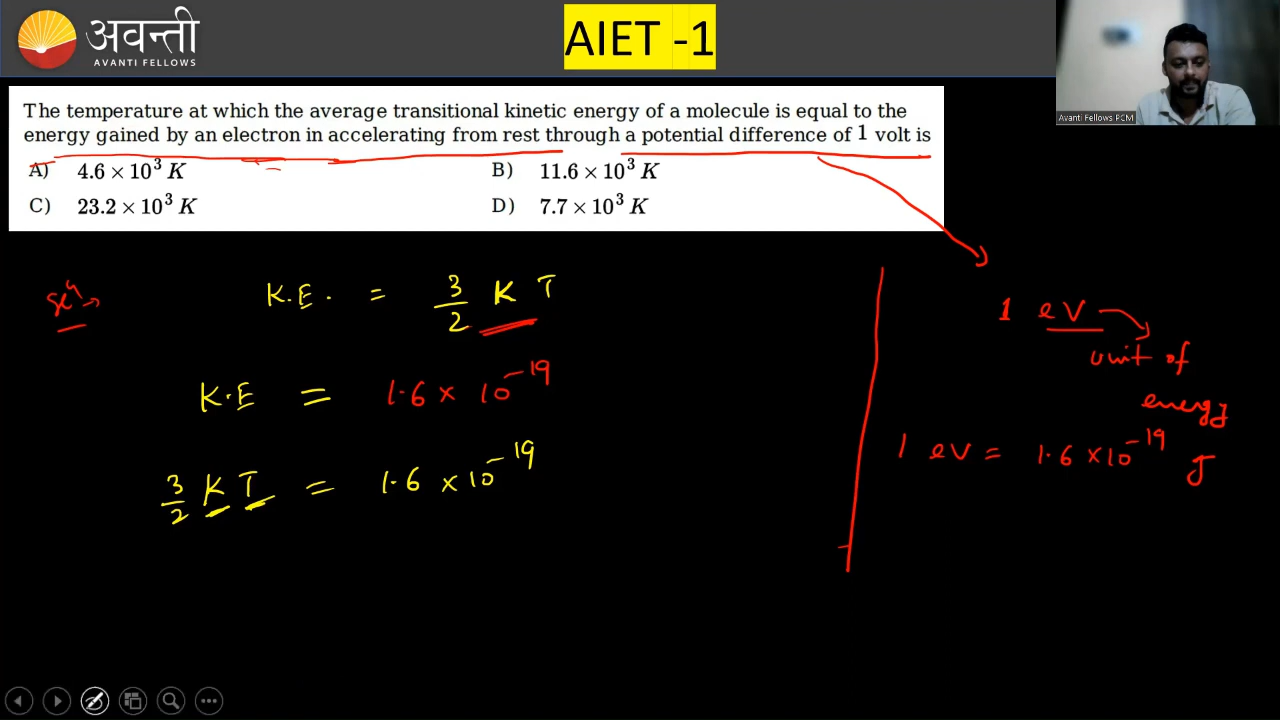 अवन्ती
AVANTI FELLOWS
AIET -1
Avanti Fellows PCM
The temperature at which the average transitional kinetic energy of a molecule is equal to the
energy gained by an electron in accelerating from rest through a potential difference of 1 volt is
A) 4.6 × 10³ K B) 11.6 × 10³ K
C) 23.2 × 10³ K D) 7.7 × 10³ K
K.E. = 3/2 K T
K.E = 1.6 × 10⁻¹⁹
3/2 K T = 1.6 × 10⁻¹⁹
1 eV
unit of
energy
1 eV = 1.6 × 10⁻¹⁹ J